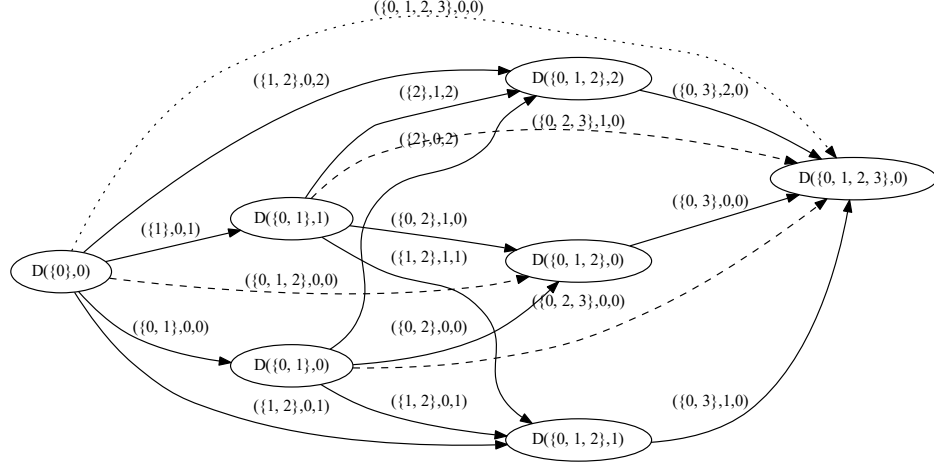 ({0, 1, 2, 3},0,0)
({1, 2},0,2)
D({0, 1, 2},2)
({2},1,2)
({0, 3},2,0)
({2},0,2)
({0, 2, 3},1,0)
D({0, 1, 2, 3},0)
({1},0,1)
D({0, 1},1)
({0, 2},1,0)
({0, 3},0,0)
({1, 2},1,1)
D({0, 1, 2},0)
D({0},0)
({0, 1, 2},0,0)
({0, 2, 3},0,0)
({0, 1},0,0)
({0, 2},0,0)
D({0, 1},0)
({1, 2},0,1)
({1, 2},0,1)
({0, 3},1,0)
D({0, 1, 2},1)